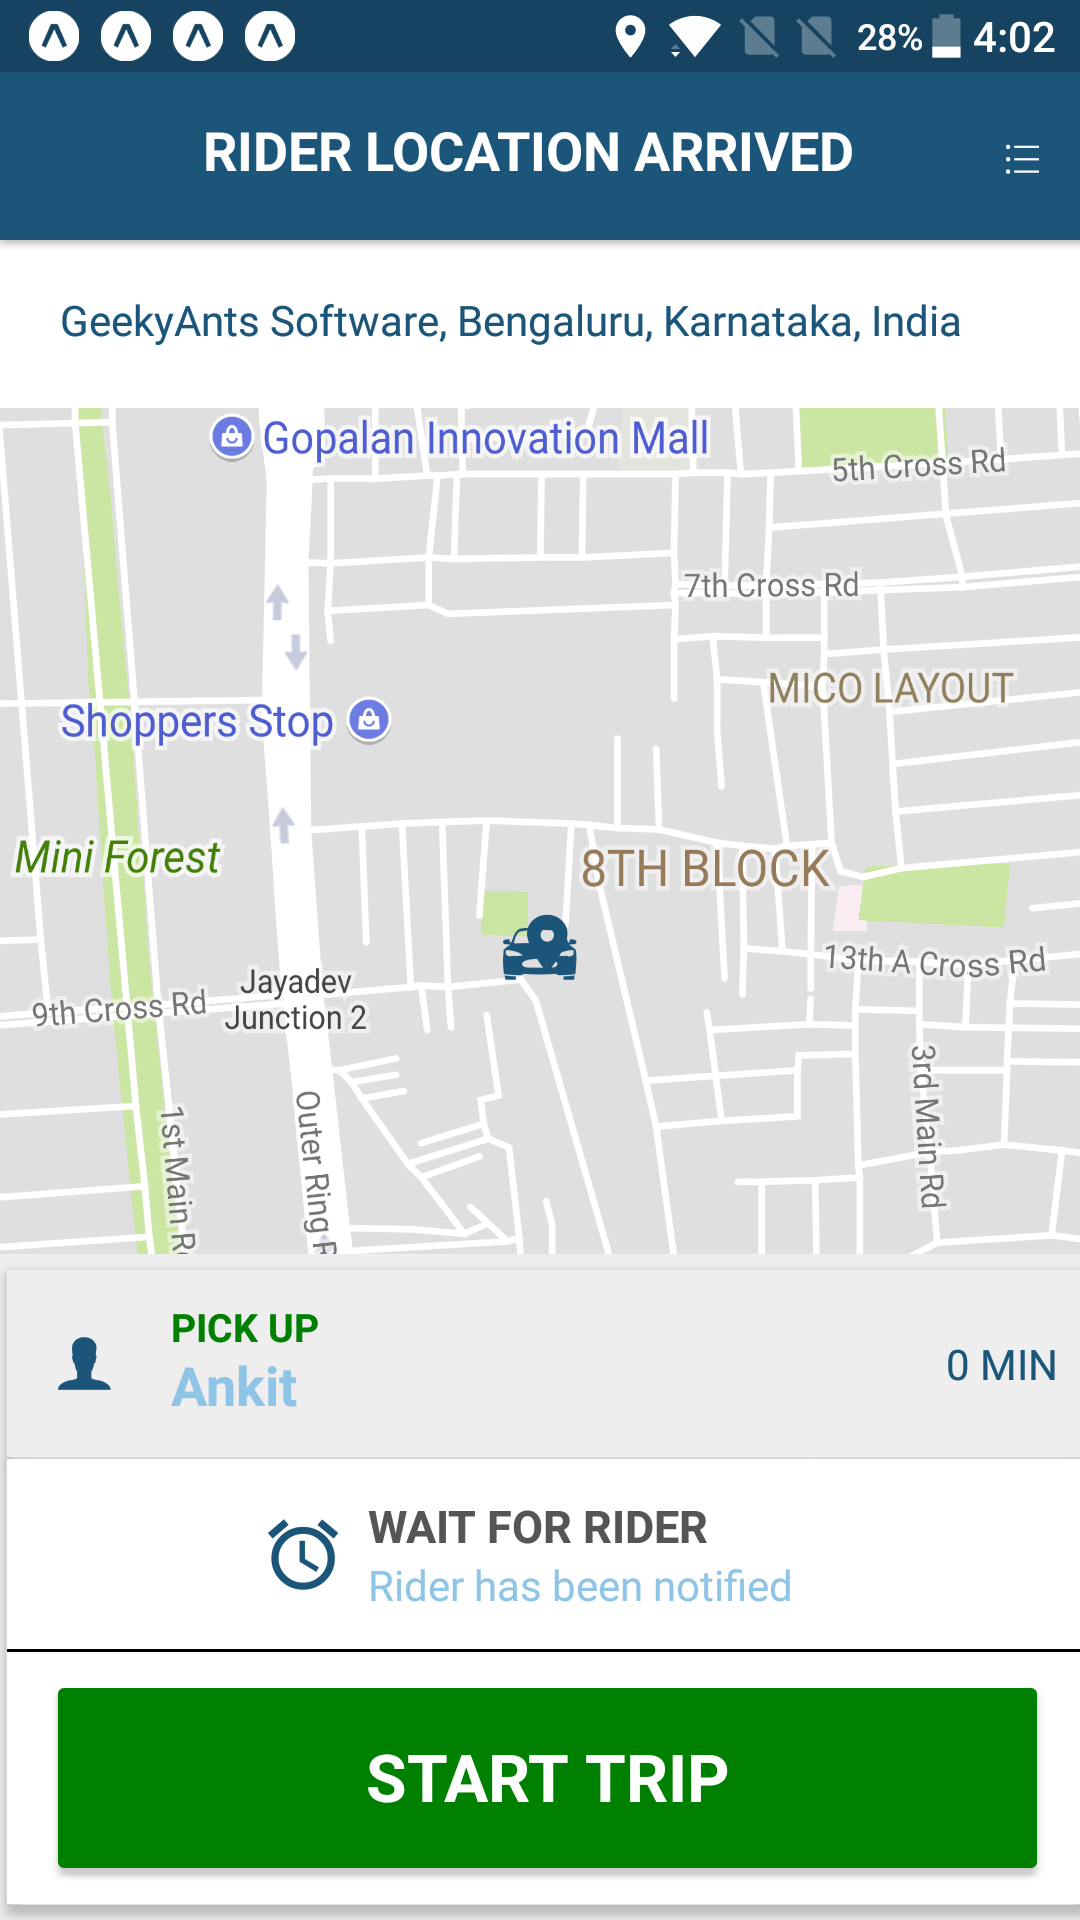 28% 4:02
RIDER LOCATION ARRIVED
GeekyAnts Software, Bengaluru, Karnataka, India
Gopalan Innovation Mall
5th Cross Rd
7th Cross Rd
MICO LAYOUT
Shoppers Stop
Mini Forest
8TH BLOCK
13th A Cross Rd
Jayadev
Junction 2
9th Cross Rd
3rd Main Rd
1st Main
Outer Ring
PICK UP
Ankit
0 MIN
WAIT FOR RIDER
Rider has been notified
START TRIP